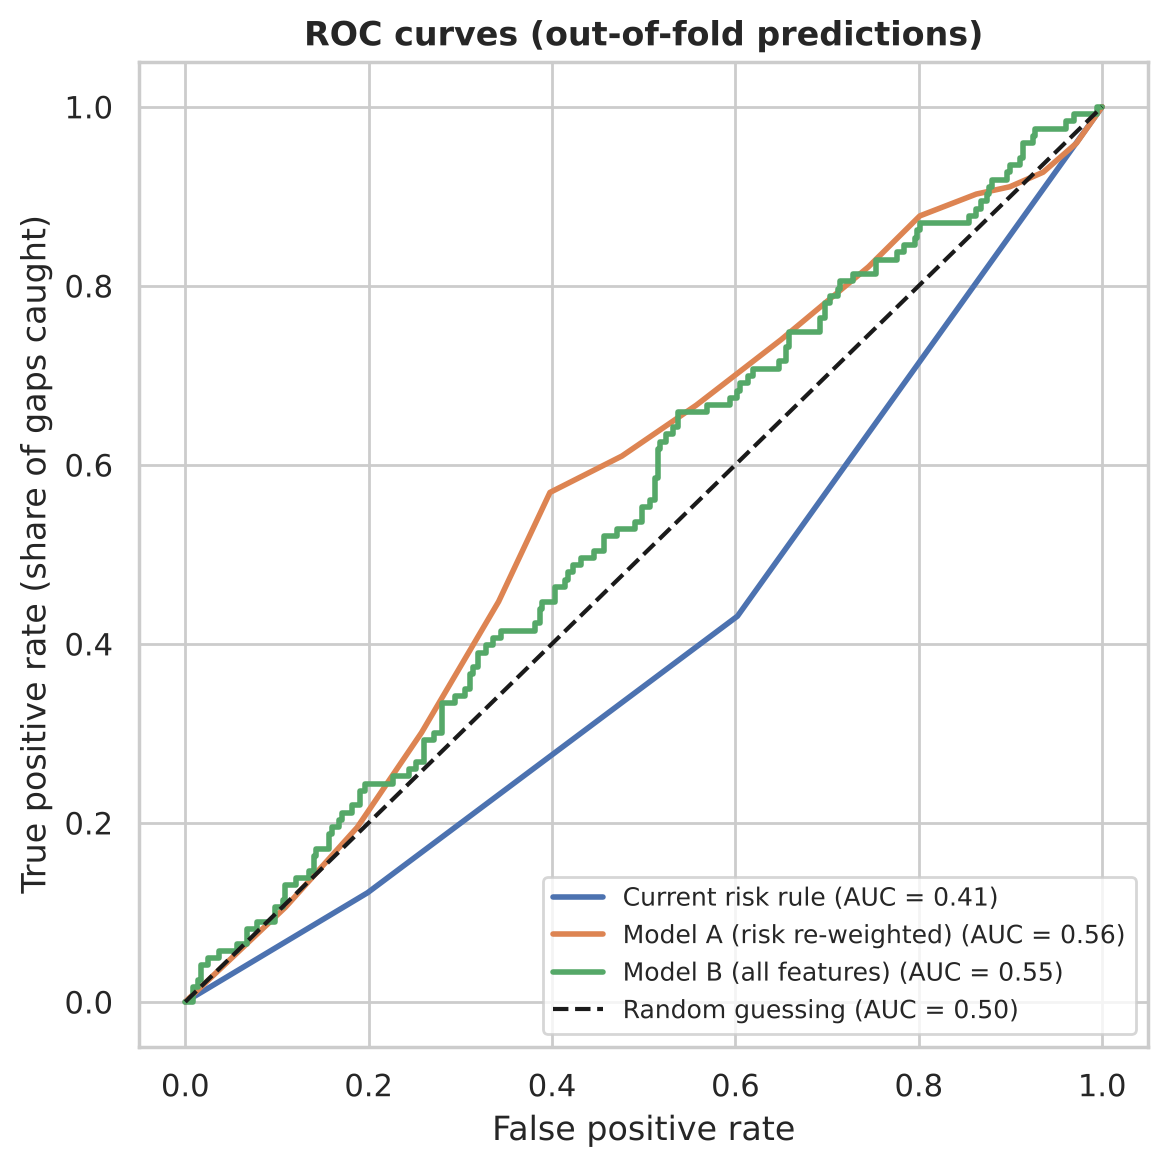 ROC curves (out-of-fold predictions)
True positive rate (share of gaps caught)
1.0
0.8
0.6
0.4
0.2
0.0
Current risk rule (AUC = 0.41)
Model A (risk re-weighted) (AUC = 0.56)
Model B (all features) (AUC = 0.55)
Random guessing (AUC = 0.50)
0.0 0.2 0.4 0.6 0.8 1.0
False positive rate